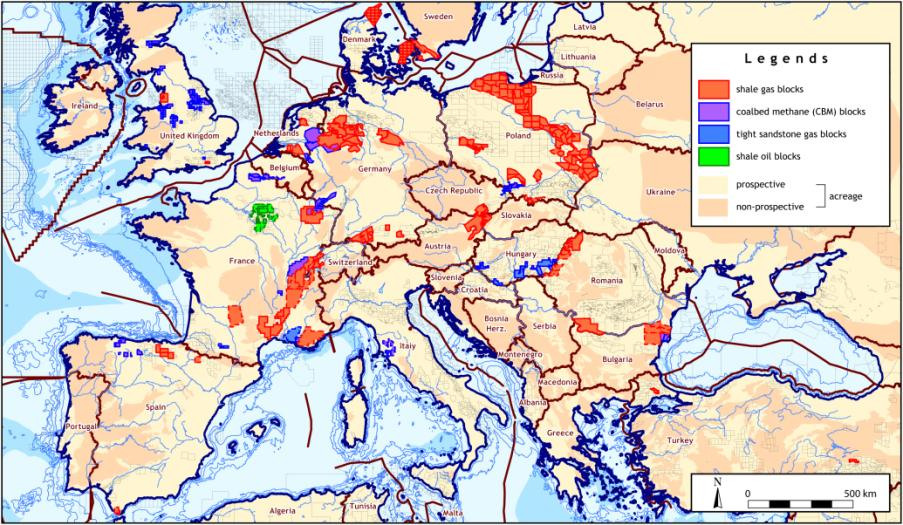 Sweden
Denmark
Latvia
Lithuania
Russia
Ireland
United Kingdom
Netherlands
Belgium
Germany
Poland
Belarus
Ukraine
Czech Republic
Slovakia
France
Switzerland
Austria
Hungary
Slovenia
Croatia
Romania
Moldova
Bosnia
Herz.
Serbia
Montenegro
Bulgaria
Macedonia
Albania
Italy
Greece
Turkey
Spain
Portugal
Algeria
Tunisia
Malta
Legends
shale gas blocks
coalbed methane (CBM) blocks
tight sandstone gas blocks
shale oil blocks
prospective
non-prospective
acreage
N
0
500 km